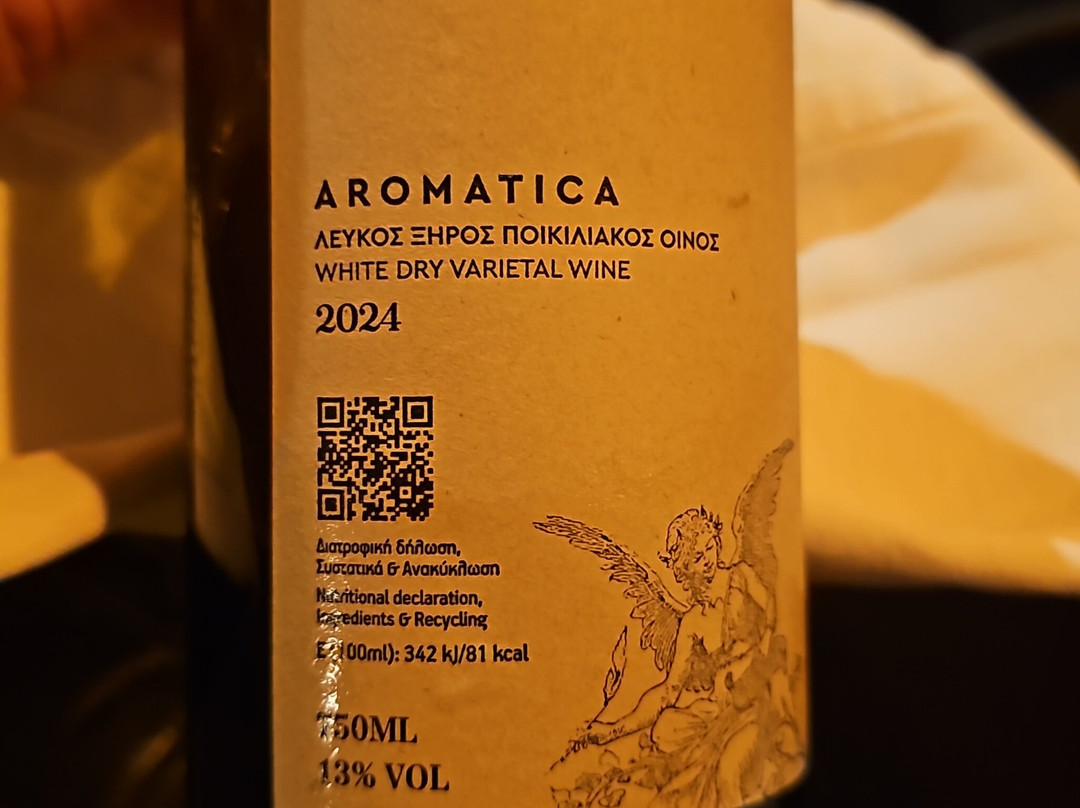 AROMATICA
ΛΕΥΚΟΣ ΞΗΡΟΣ ΠΟΙΚΙΛΙΑΚΟΣ ΟΙΝΟΣ
WHITE DRY VARIETAL WINE
2024
Διατροφική δήλωση,
Συστατικά & Ανακύκλωση
Nutritional declaration,
Ingredients & Recycling
E(100ml): 342 kJ/81 kcal
750ML
13% VOL